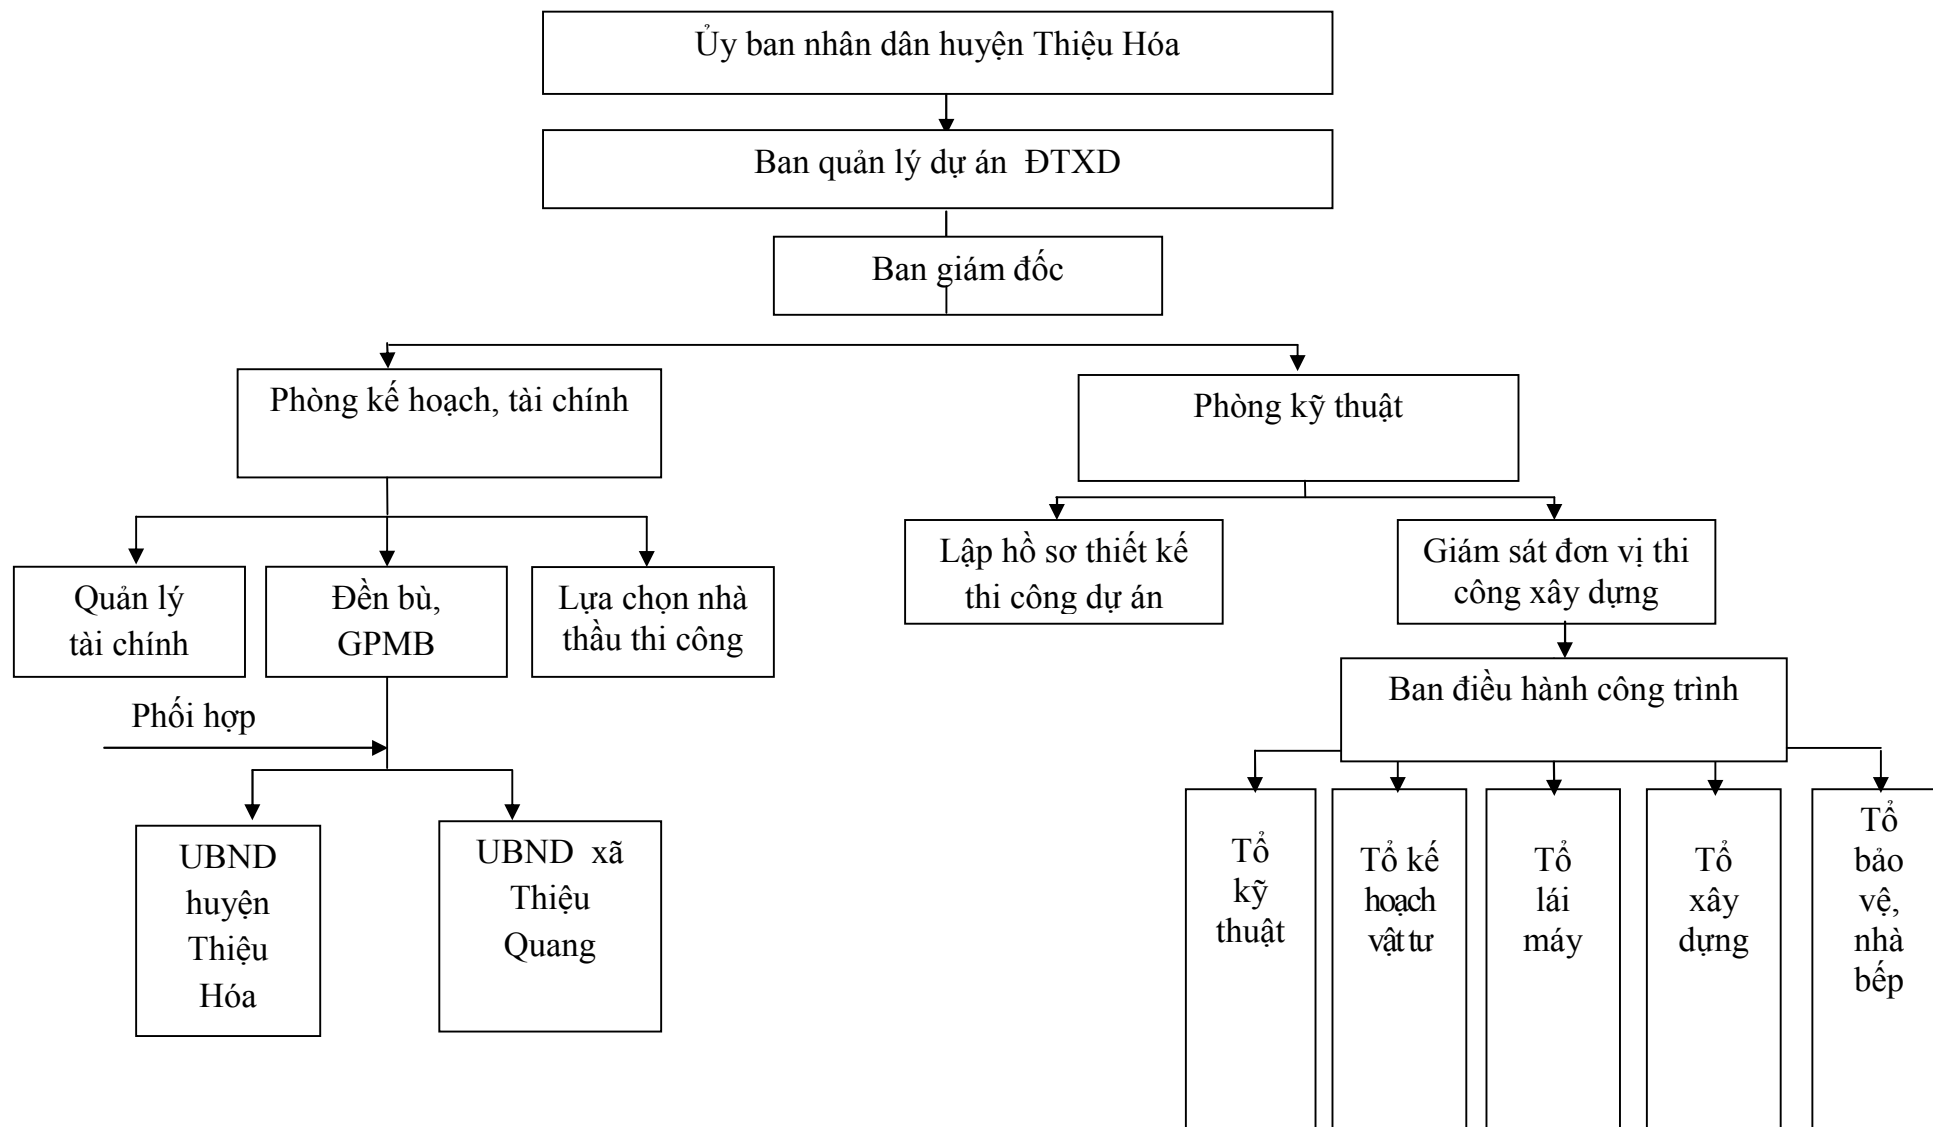 Ủy ban nhân dân huyện Thiệu Hóa
Ban quản lý dự án ĐTXD
Ban giám đốc
Phòng kế hoạch, tài chính
Phòng kỹ thuật
Quản lý
tài chính
Đền bù,
GPMB
Lựa chọn nhà
thầu thi công
Lập hồ sơ thiết kế
thi công dự án
Giám sát đơn vị thi
công xây dựng
Phối hợp
Ban điều hành công trình
UBND
huyện
Thiệu
Hóa
UBND xã
Thiệu
Quang
Tổ
kỹ
thuật
Tổ kế
hoạch
vật tư
Tổ
lái
máy
Tổ
xây
dựng
Tổ
bảo
vệ,
nhà
bếp